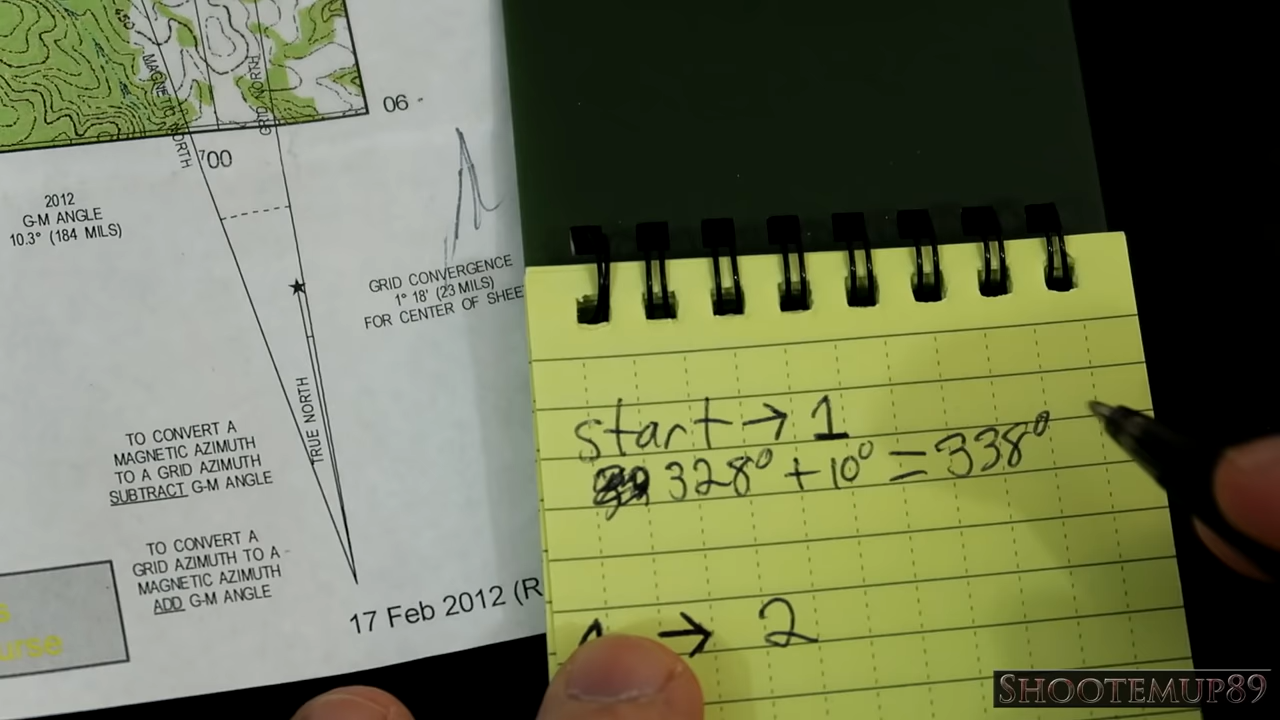 450
MAGNETIC NORTH
GRID NORTH
06
700
2012
G-M ANGLE
10.3° (184 MILS)
GRID CONVERGENCE
1° 18' (23 MILS)
FOR CENTER OF SHEE
TRUE NORTH
TO CONVERT A
MAGNETIC AZIMUTH
TO A GRID AZIMUTH
SUBTRACT G-M ANGLE
TO CONVERT A
GRID AZIMUTH TO A
MAGNETIC AZIMUTH
ADD G-M ANGLE
17 Feb 2012 (R
s
urse
start → 1
328° + 10° = 338°
→ 2
SHOOTEMUP89